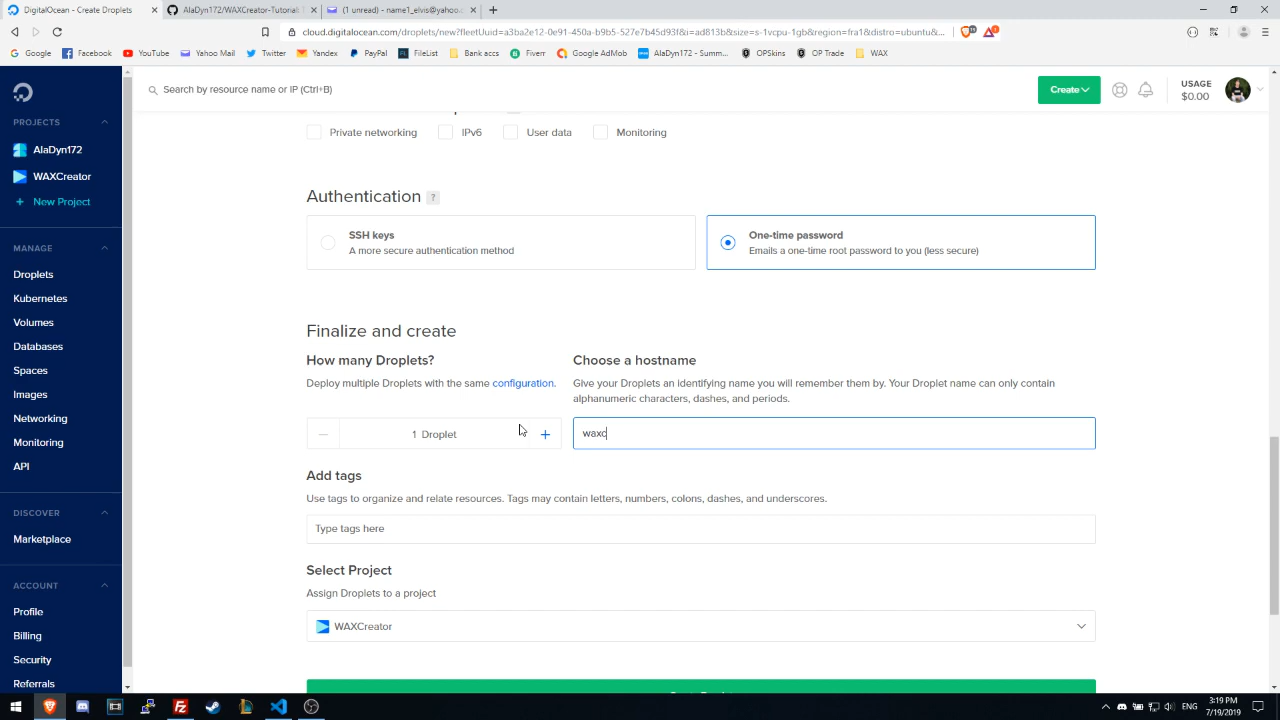 DigitalOcean - Create Droplets
AlaDyn172/WAXCreator-Tutorial:
(1 unread) - name1_elvis@yahoo.c
cloud.digitalocean.com/droplets/new?fleetUuid=a3ba2e12-0e91-450a-b9b5-527e7b45d93f&i=ad813b&size=s-1vcpu-1gb&region=fra1&distro=ubuntu&...
Google
Facebook
YouTube
Yahoo Mail
Twitter
Yandex
PayPal
FileList
Bank accs
Fiverr
Google AdMob
AlaDyn172 - Summ...
OPSkins
OP Trade
WAX
Search by resource name or IP (Ctrl+B)
Create
USAGE
$0.00
PROJECTS
AlaDyn172
WAXCreator
+ New Project
MANAGE
Droplets
Kubernetes
Volumes
Databases
Spaces
Images
Networking
Monitoring
API
DISCOVER
Marketplace
ACCOUNT
Profile
Billing
Security
Referrals
Private networking
IPv6
User data
Monitoring
Authentication ?
SSH keys
A more secure authentication method
One-time password
Emails a one-time root password to you (less secure)
Finalize and create
How many Droplets?
Deploy multiple Droplets with the same configuration.
1 Droplet
Choose a hostname
Give your Droplets an identifying name you will remember them by. Your Droplet name can only contain
alphanumeric characters, dashes, and periods.
waxc
Add tags
Use tags to organize and relate resources. Tags may contain letters, numbers, colons, dashes, and underscores.
Type tags here
Select Project
Assign Droplets to a project
WAXCreator
ENG
3:19 PM
7/19/2019